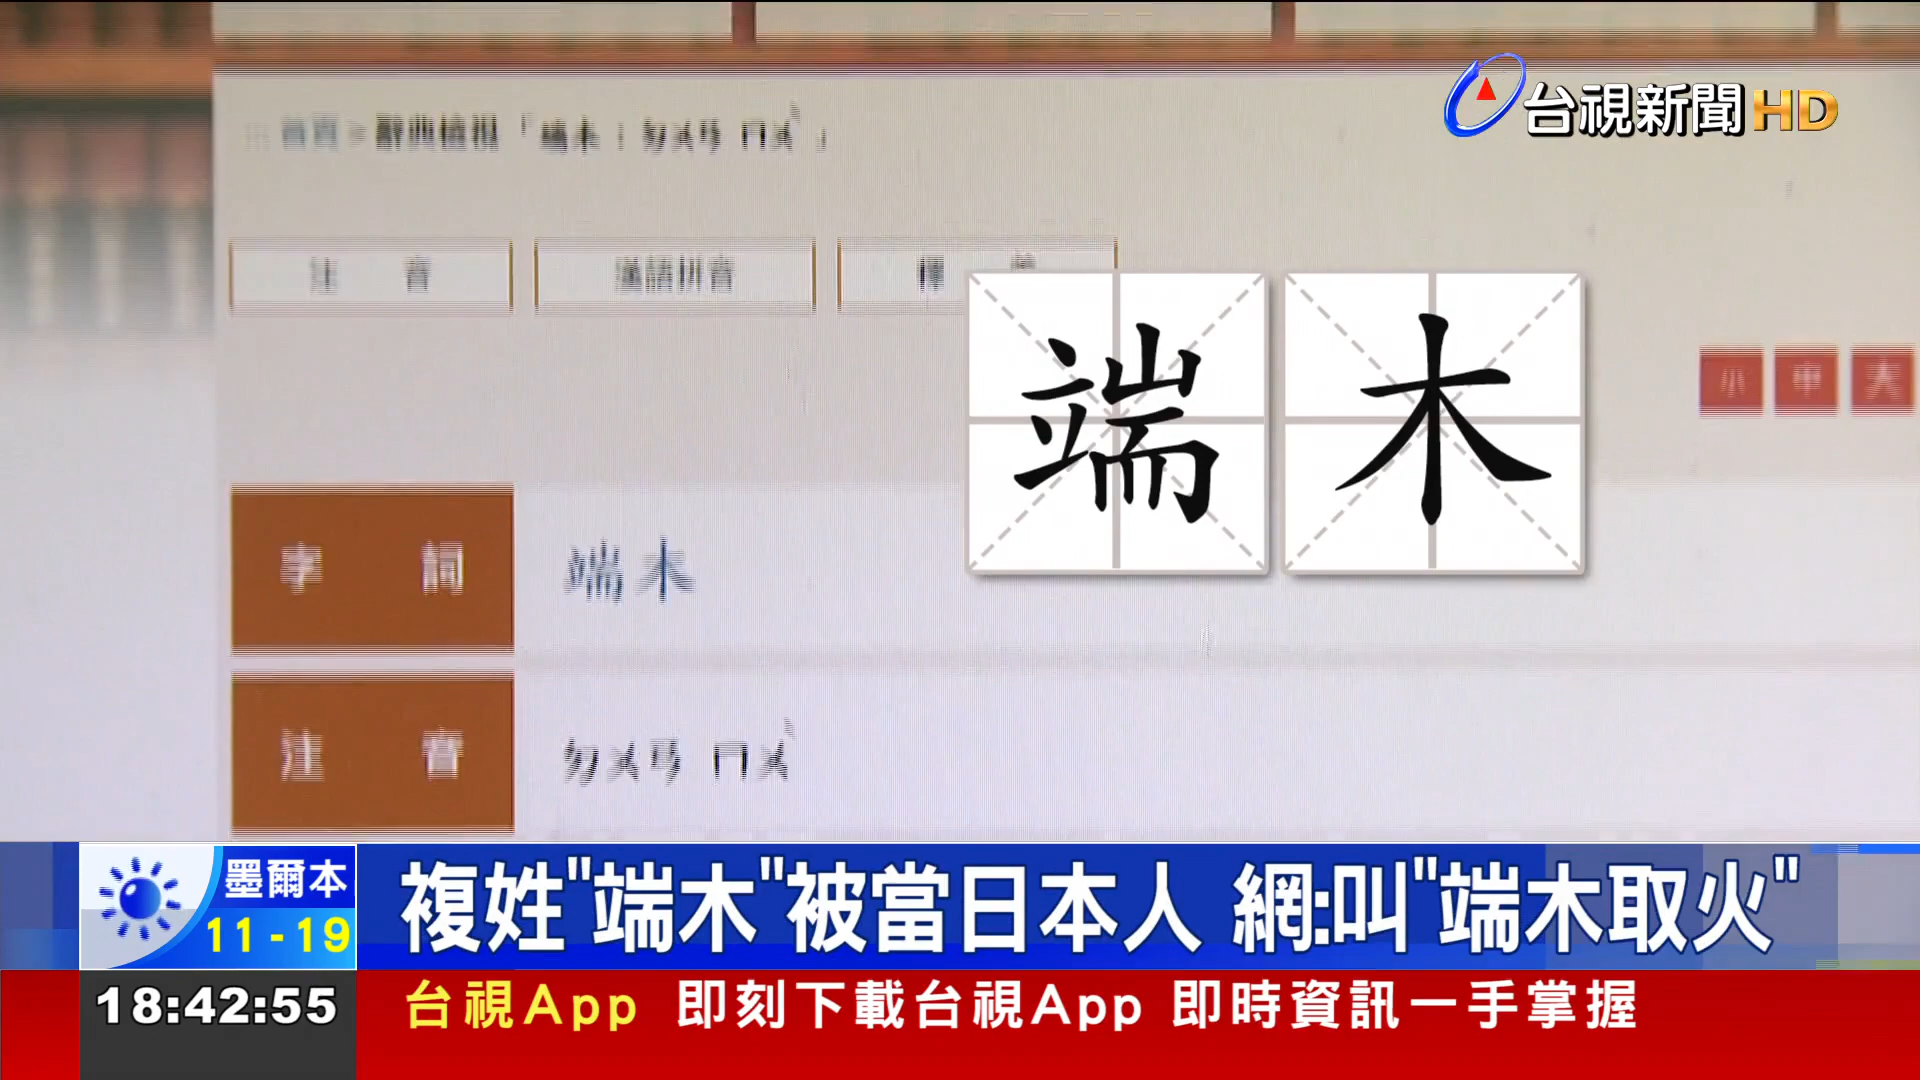 台視新聞HD
辭典檢視「端木 : ㄉㄨㄢ ㄇㄨˋ」
注 音
漢語拼音
釋 義
端 木
小 中 大
字 詞
端木
注 音
ㄉㄨㄢ ㄇㄨˋ
墨爾本
11-19
複姓"端木"被當日本人 網:叫"端木取火"
18:42:55
台視App 即刻下載台視App 即時資訊一手掌握